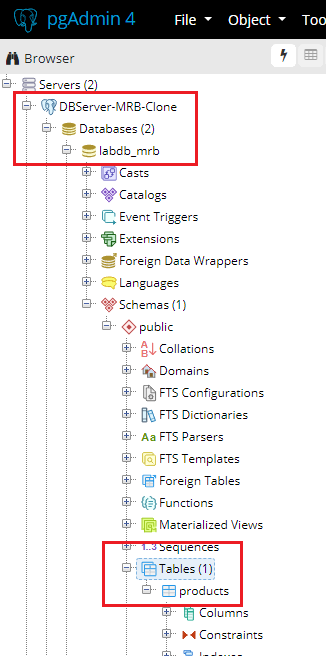 pgAdmin 4 File Object Too
Browser
Servers (2)
DBServer-MRB-Clone
Databases (2)
labdb_mrb
Casts
Catalogs
Event Triggers
Extensions
Foreign Data Wrappers
Languages
Schemas (1)
public
Collations
Domains
FTS Configurations
FTS Dictionaries
Aa FTS Parsers
FTS Templates
Foreign Tables
Functions
Materialized Views
1..3 Sequences
Tables (1)
products
Columns
Constraints
Indexes